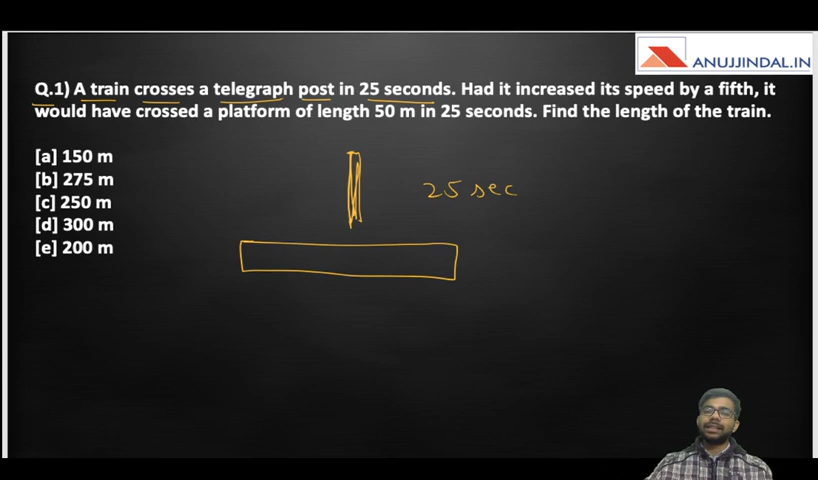 ANUJJINDAL.IN
Q.1) A train crosses a telegraph post in 25 seconds. Had it increased its speed by a fifth, it
would have crossed a platform of length 50 m in 25 seconds. Find the length of the train.
[a] 150 m
[b] 275 m
[c] 250 m
[d] 300 m
[e] 200 m
25 sec